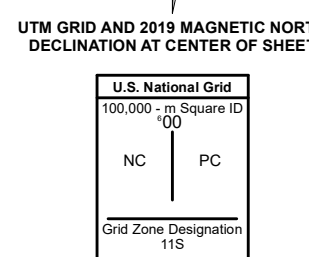 UTM GRID AND 2019 MAGNETIC NORT
DECLINATION AT CENTER OF SHEET
U.S. National Grid
100,000 - m Square ID
⁶00
NC PC
Grid Zone Designation
11S